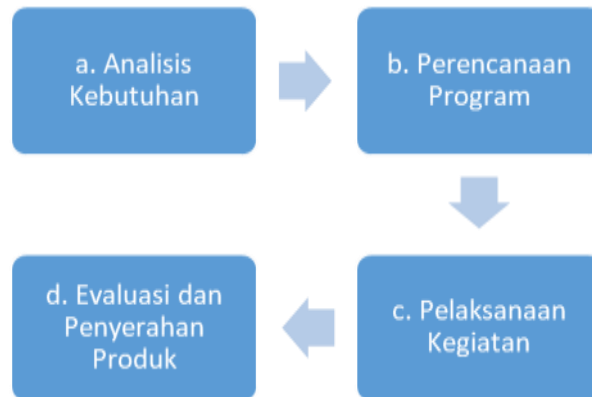 a. Analisis
Kebutuhan
b. Perencanaan
Program
c. Pelaksanaan
Kegiatan
d. Evaluasi dan
Penyerahan
Produk